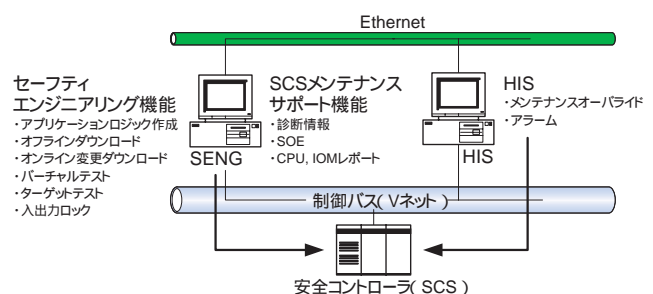 Ethernet
セーフティ
エンジニアリング機能
・アプリケーションロジック作成
・オフラインダウンロード
・オンライン変更ダウンロード
・バーチャルテスト
・ターゲットテスト
・入出力ロック
SENG
SCSメンテナンス
サポート機能
・診断情報
・SOE
・CPU, IOMレポート
HIS
HIS
・メンテナンスオーバライド
・アラーム
制御バス(Vネット)
安全コントローラ(SCS)